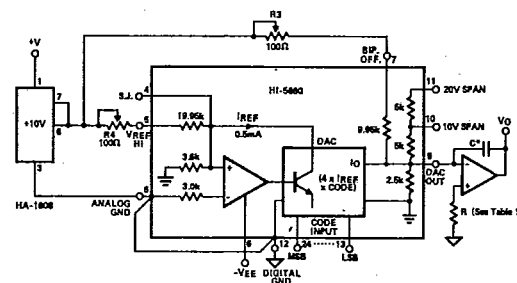 R3
100Ω
+V
BIP.
OFF.
7
HI-5660
11
20V SPAN
1
S.J.
4
5k
7
+10V
6
R4
100Ω
VREF
HI
5
19.95k
IREF
0.5mA
9.95k
10
10V SPAN
DAC
5k
VO
3.6k
IO
9
DAC
OUT
C*
(4 x IREF
x CODE)
3
3.0k
2.5k
HA-1608
ANALOG
GND
CODE
INPUT
R (See Table
6
12
24
13
-VEE
DIGITAL
GND
MSB
LSB